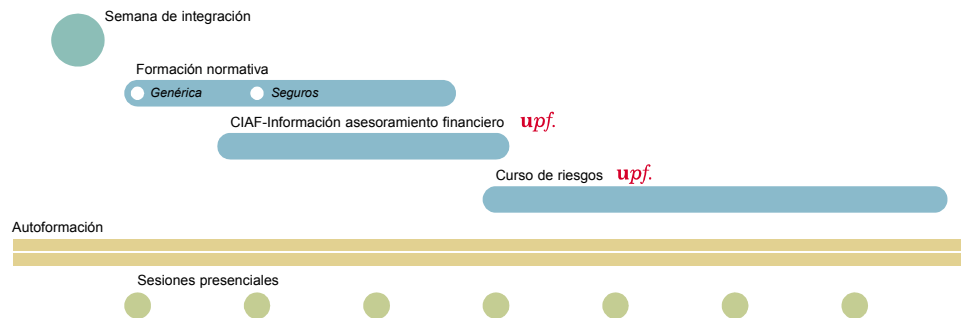 Semana de integración
Formación normativa
Genérica
Seguros
CIAF-Información asesoramiento financiero
upf.
Curso de riesgos
upf.
Autoformación
Sesiones presenciales